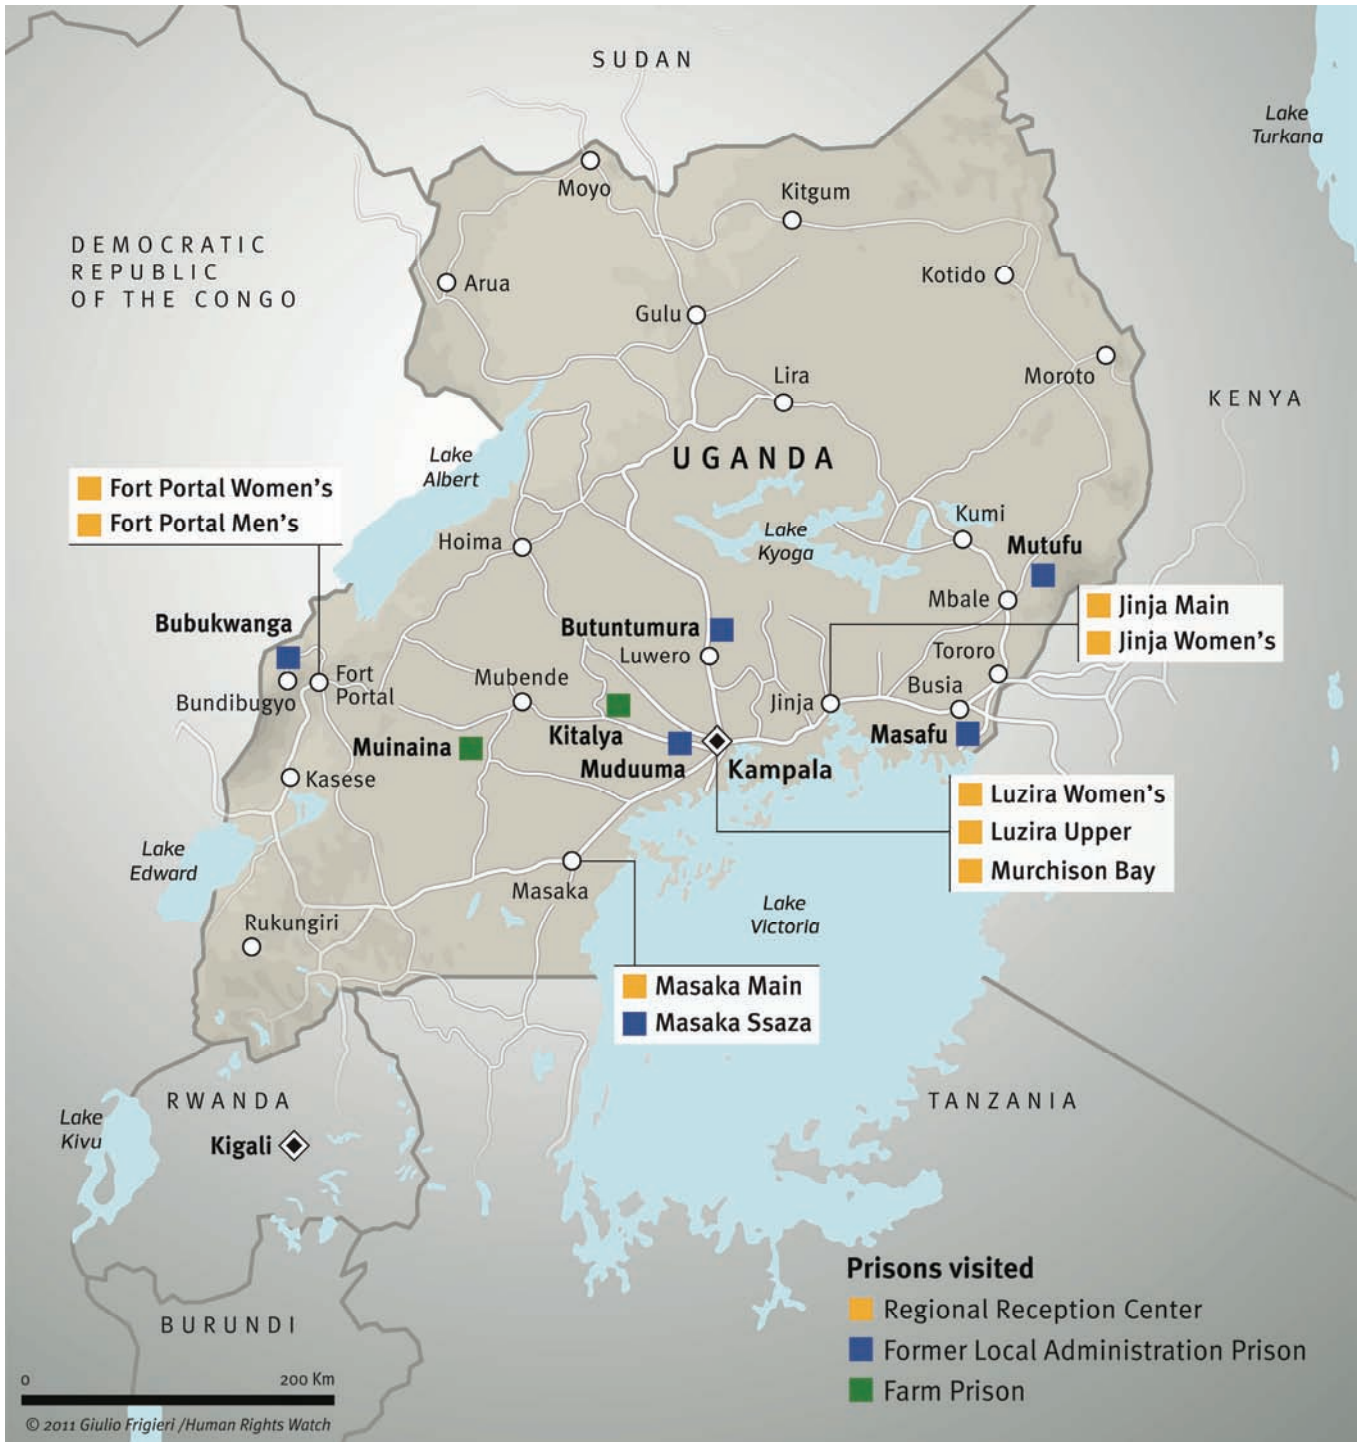 SUDAN
Lake
Turkana
Moyo
Kitgum
DEMOCRATIC
REPUBLIC
OF THE CONGO
Arua
Kotido
Gulu
Moroto
Lira
KENYA
UGANDA
Lake
Albert
Fort Portal Women's
Fort Portal Men's
Lake
Kyoga
Kumi
Hoima
Mutufu
Mbale
Jinja Main
Jinja Women's
Bubukwanga
Butuntumura
Luwero
Tororo
Fort
Portal
Bundibugyo
Mubende
Jinja
Busia
Masafu
Muinaina
Kitalya
Muduuma
Kampala
Kasese
Luzira Women's
Luzira Upper
Murchison Bay
Lake
Edward
Masaka
Lake
Victoria
Rukungiri
Masaka Main
Masaka Ssaza
RWANDA
TANZANIA
Lake
Kivu
Kigali
Prisons visited
Regional Reception Center
Former Local Administration Prison
Farm Prison
BURUNDI
0 200 Km
© 2011 Giulio Frigieri /Human Rights Watch